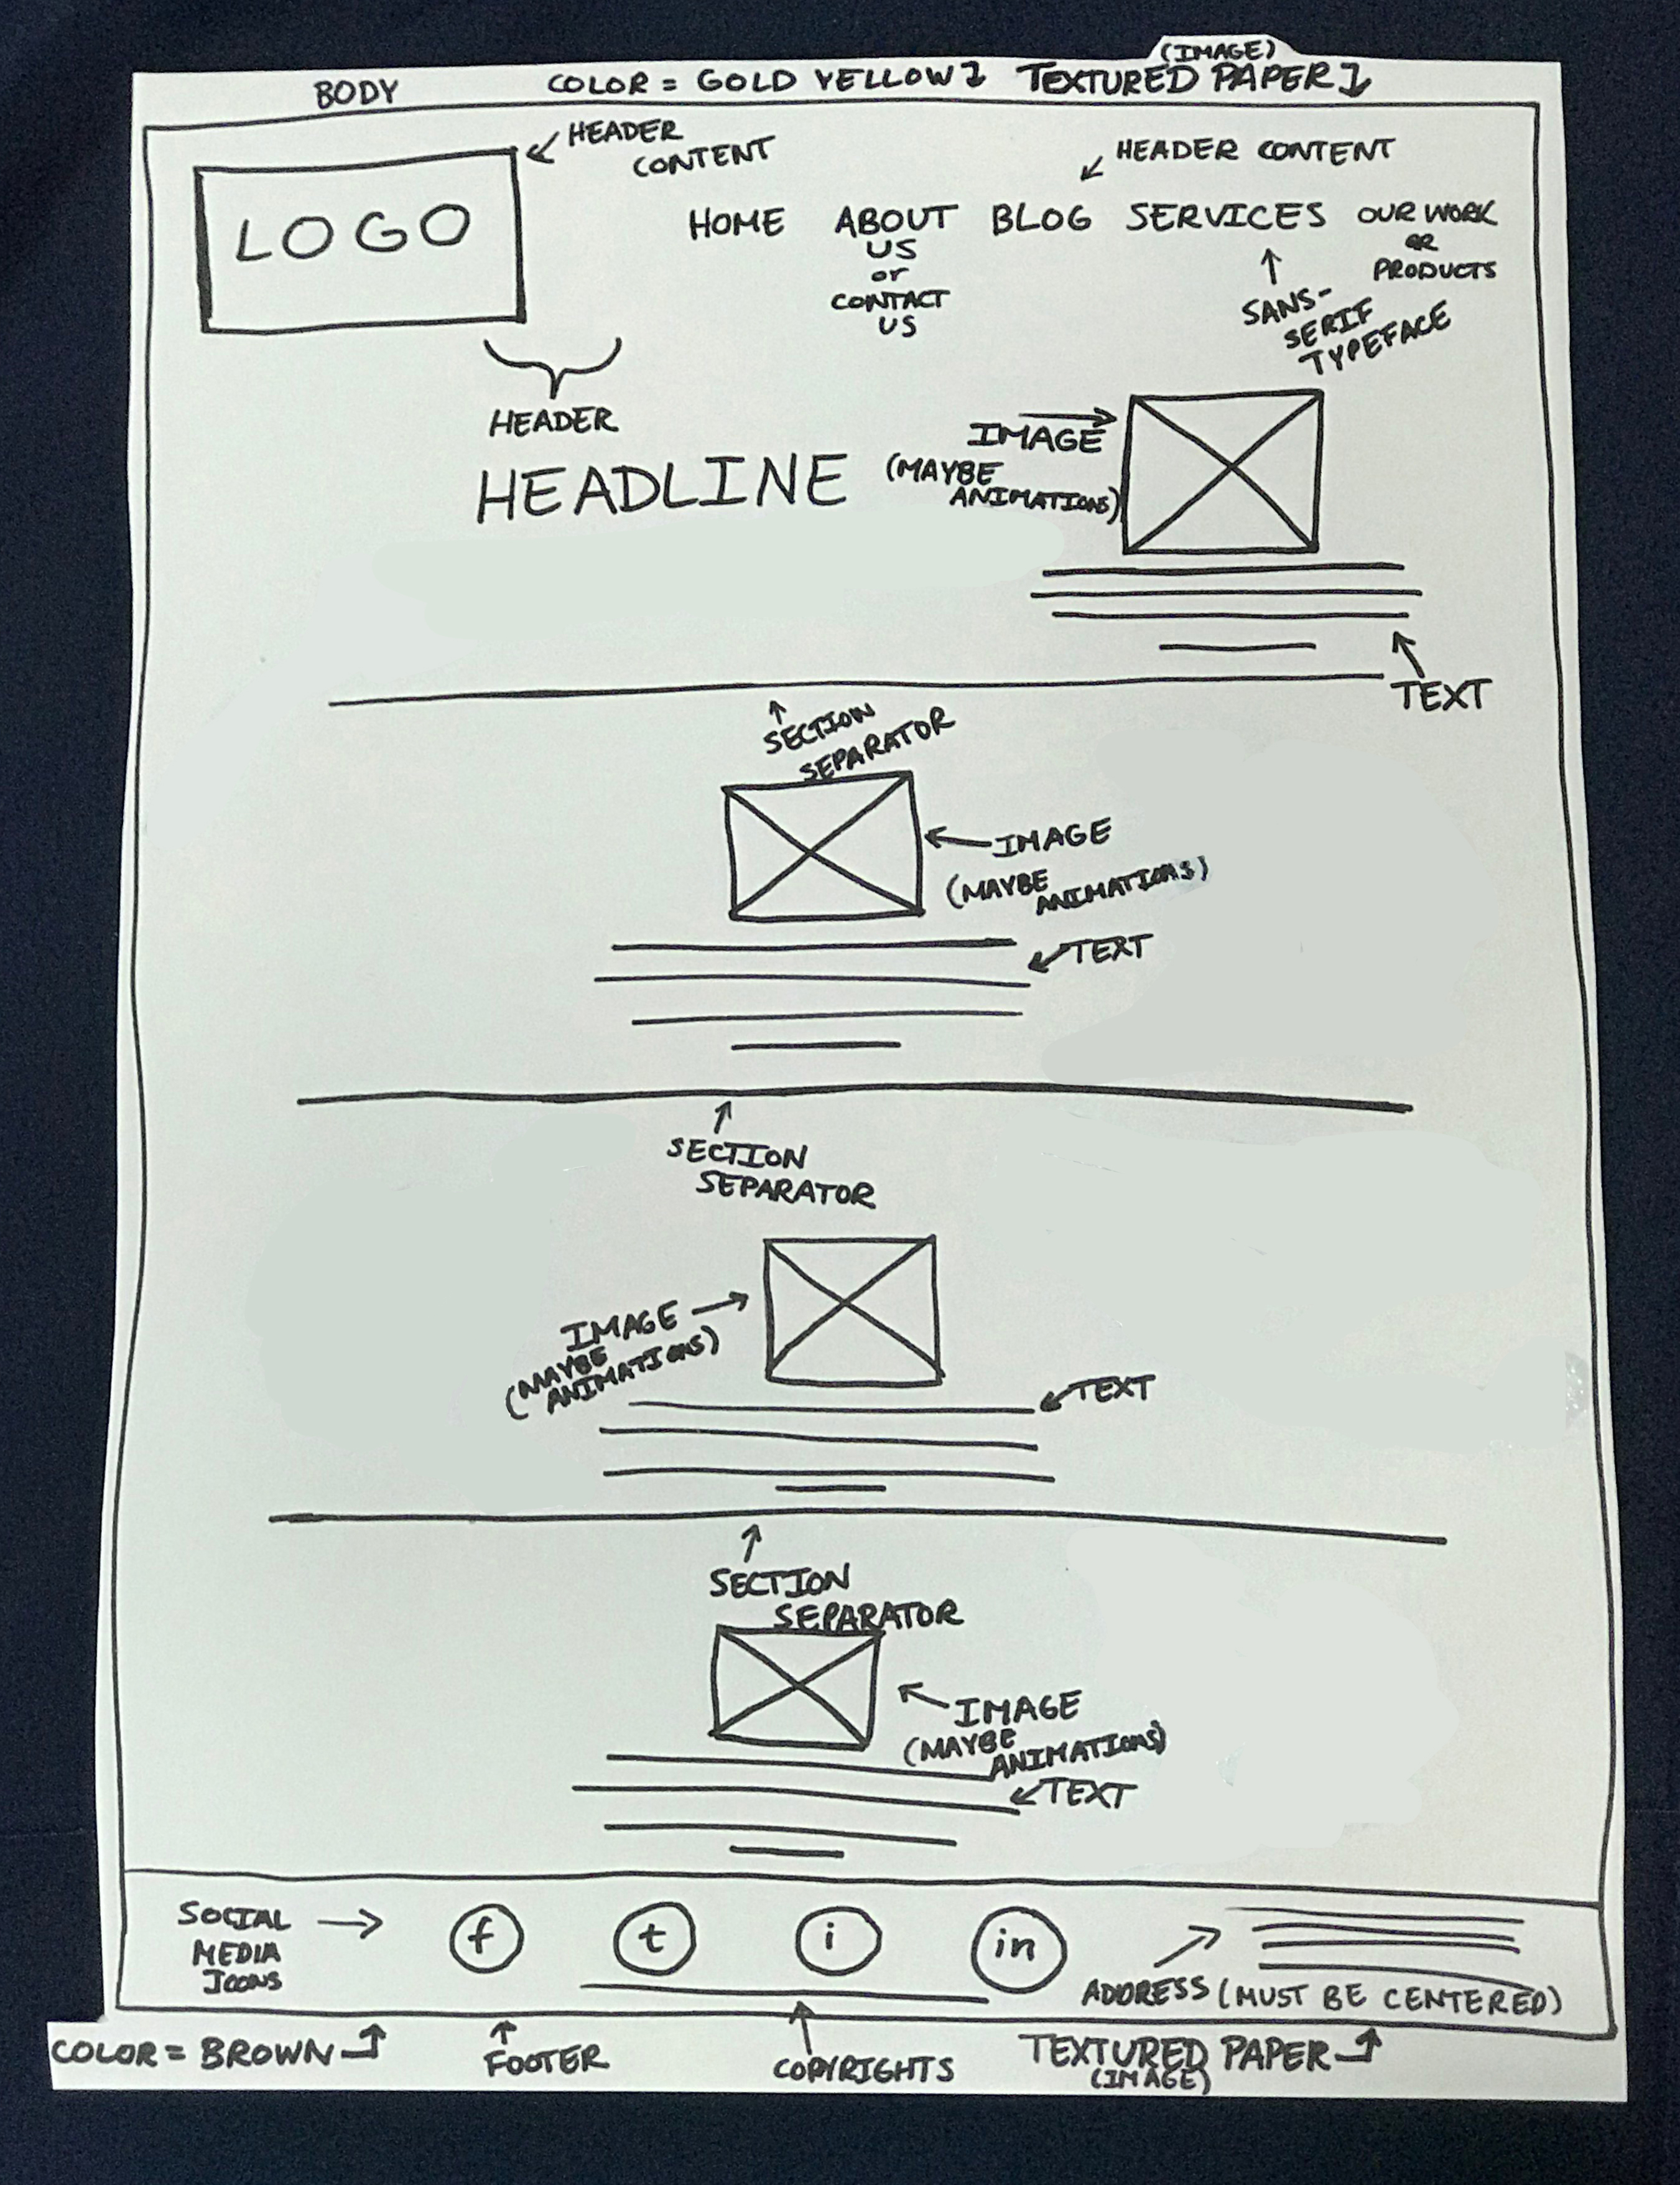 (IMAGE)
BODY COLOR = GOLD YELLOW TEXTURED PAPER
HEADER
CONTENT
HEADER CONTENT
LOGO
HOME ABOUT BLOG SERVICES OUR WORK
US
or
CONTACT
US
OR
PRODUCTS
SANS-
SERIF
TYPEFACE
HEADER
IMAGE
(MAYBE
ANIMATIONS)
HEADLINE
TEXT
SECTION
SEPARATOR
IMAGE
(MAYBE
ANIMATIONS)
TEXT
SECTION
SEPARATOR
IMAGE
(MAYBE
ANIMATIONS)
TEXT
SECTION
SEPARATOR
IMAGE
(MAYBE
ANIMATIONS)
TEXT
SOCIAL
MEDIA
ICONS
f t i in
ADDRESS (MUST BE CENTERED)
COLOR = BROWN
FOOTER
COPYRIGHTS
TEXTURED PAPER
(IMAGE)